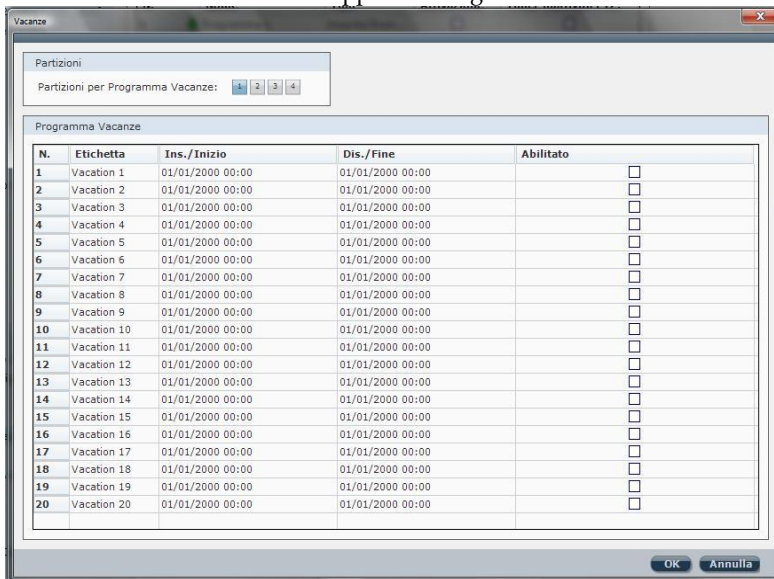 Vacanze
Partizioni
Partizioni per Programma Vacanze: 1 2 3 4
Programma Vacanze
N. Etichetta Ins./Inizio Dis./Fine Abilitato
1 Vacation 1 01/01/2000 00:00 01/01/2000 00:00
2 Vacation 2 01/01/2000 00:00 01/01/2000 00:00
3 Vacation 3 01/01/2000 00:00 01/01/2000 00:00
4 Vacation 4 01/01/2000 00:00 01/01/2000 00:00
5 Vacation 5 01/01/2000 00:00 01/01/2000 00:00
6 Vacation 6 01/01/2000 00:00 01/01/2000 00:00
7 Vacation 7 01/01/2000 00:00 01/01/2000 00:00
8 Vacation 8 01/01/2000 00:00 01/01/2000 00:00
9 Vacation 9 01/01/2000 00:00 01/01/2000 00:00
10 Vacation 10 01/01/2000 00:00 01/01/2000 00:00
11 Vacation 11 01/01/2000 00:00 01/01/2000 00:00
12 Vacation 12 01/01/2000 00:00 01/01/2000 00:00
13 Vacation 13 01/01/2000 00:00 01/01/2000 00:00
14 Vacation 14 01/01/2000 00:00 01/01/2000 00:00
15 Vacation 15 01/01/2000 00:00 01/01/2000 00:00
16 Vacation 16 01/01/2000 00:00 01/01/2000 00:00
17 Vacation 17 01/01/2000 00:00 01/01/2000 00:00
18 Vacation 18 01/01/2000 00:00 01/01/2000 00:00
19 Vacation 19 01/01/2000 00:00 01/01/2000 00:00
20 Vacation 20 01/01/2000 00:00 01/01/2000 00:00
OK Annulla